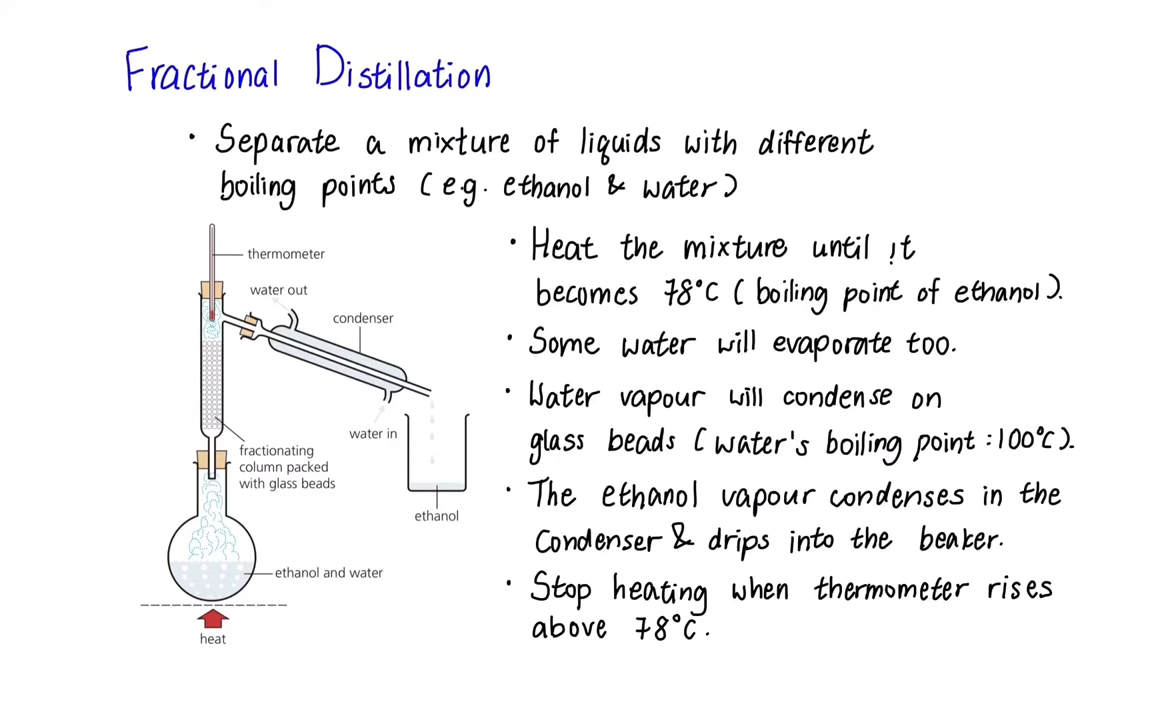 Fractional Distillation
• Separate a mixture of liquids with different
boiling points (e.g. ethanol & water)
thermometer
water out
condenser
water in
fractionating
column packed
with glass beads
ethanol
ethanol and water
heat
• Heat the mixture until it
becomes 78°C (boiling point of ethanol).
• Some water will evaporate too.
• Water vapour will condense on
glass beads (water's boiling point : 100°C).
• The ethanol vapour condenses in the
condenser & drips into the beaker.
• Stop heating when thermometer rises
above 78°C.